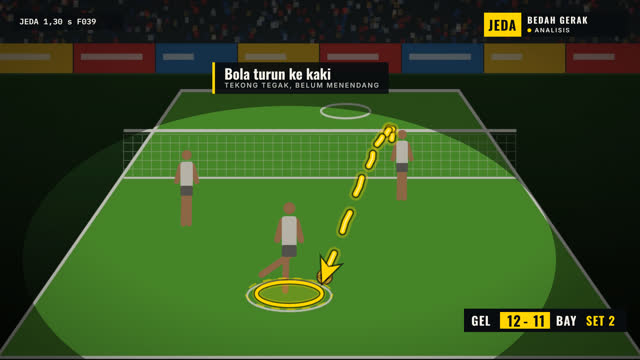 JEDA 1,30 s F039
JEDA
BEDAH GERAK
ANALISIS
Bola turun ke kaki
TEKONG TEGAK, BELUM MENENDANG
GEL 12 - 11 BAY SET 2